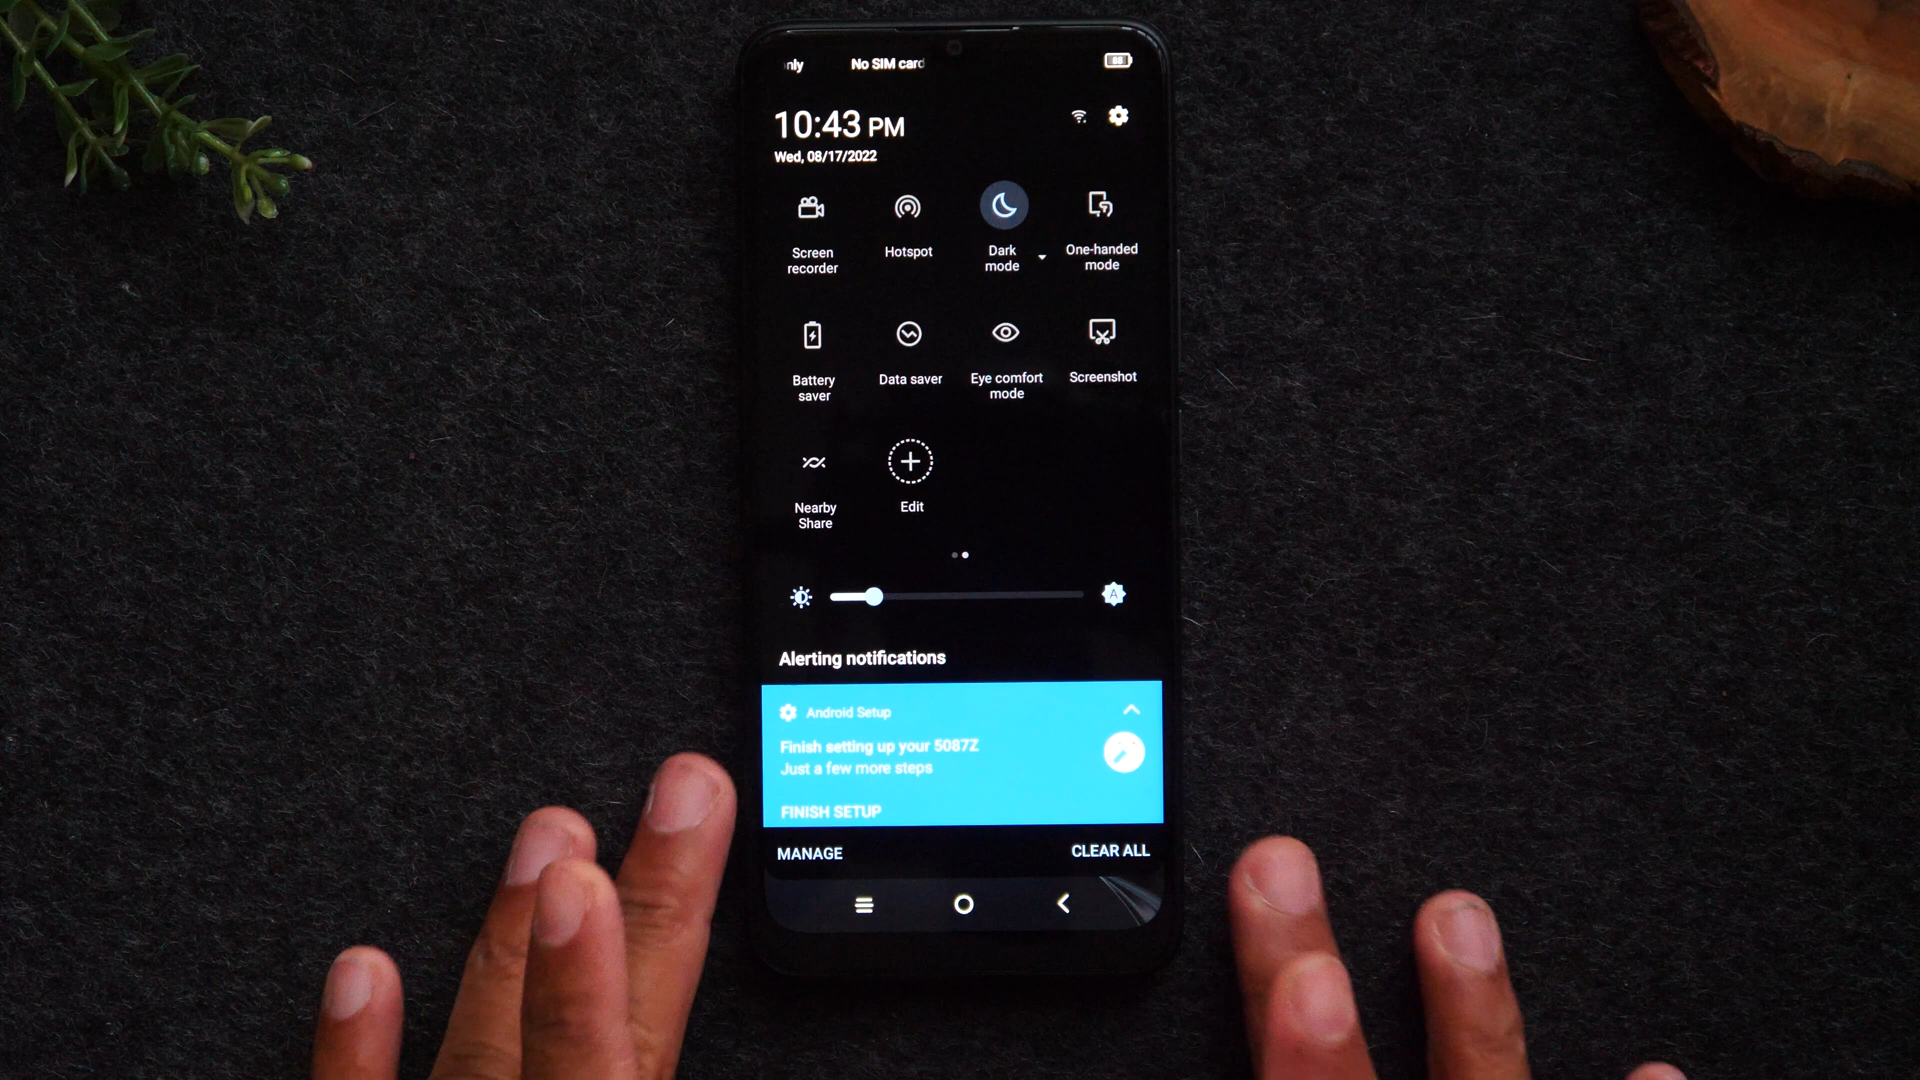 nly No SIM card 88
10:43 PM
Wed, 08/17/2022
Screen recorder
Hotspot
Dark mode
One-handed mode
Battery saver
Data saver
Eye comfort mode
Screenshot
Nearby Share
Edit
A
Alerting notifications
Android Setup
Finish setting up your 5087Z
Just a few more steps
FINISH SETUP
MANAGE CLEAR ALL